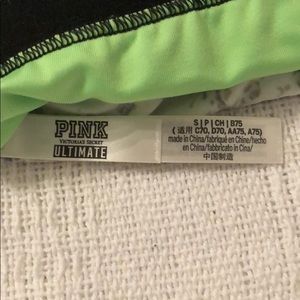 PINK
VICTORIA'S SECRET
ULTIMATE
S | P | CH | B75
(适用 C70, D70, AA75, A75)
made in China/fabriqué en Chine/hecho
en China/fabbricato in Cina/
中国制造